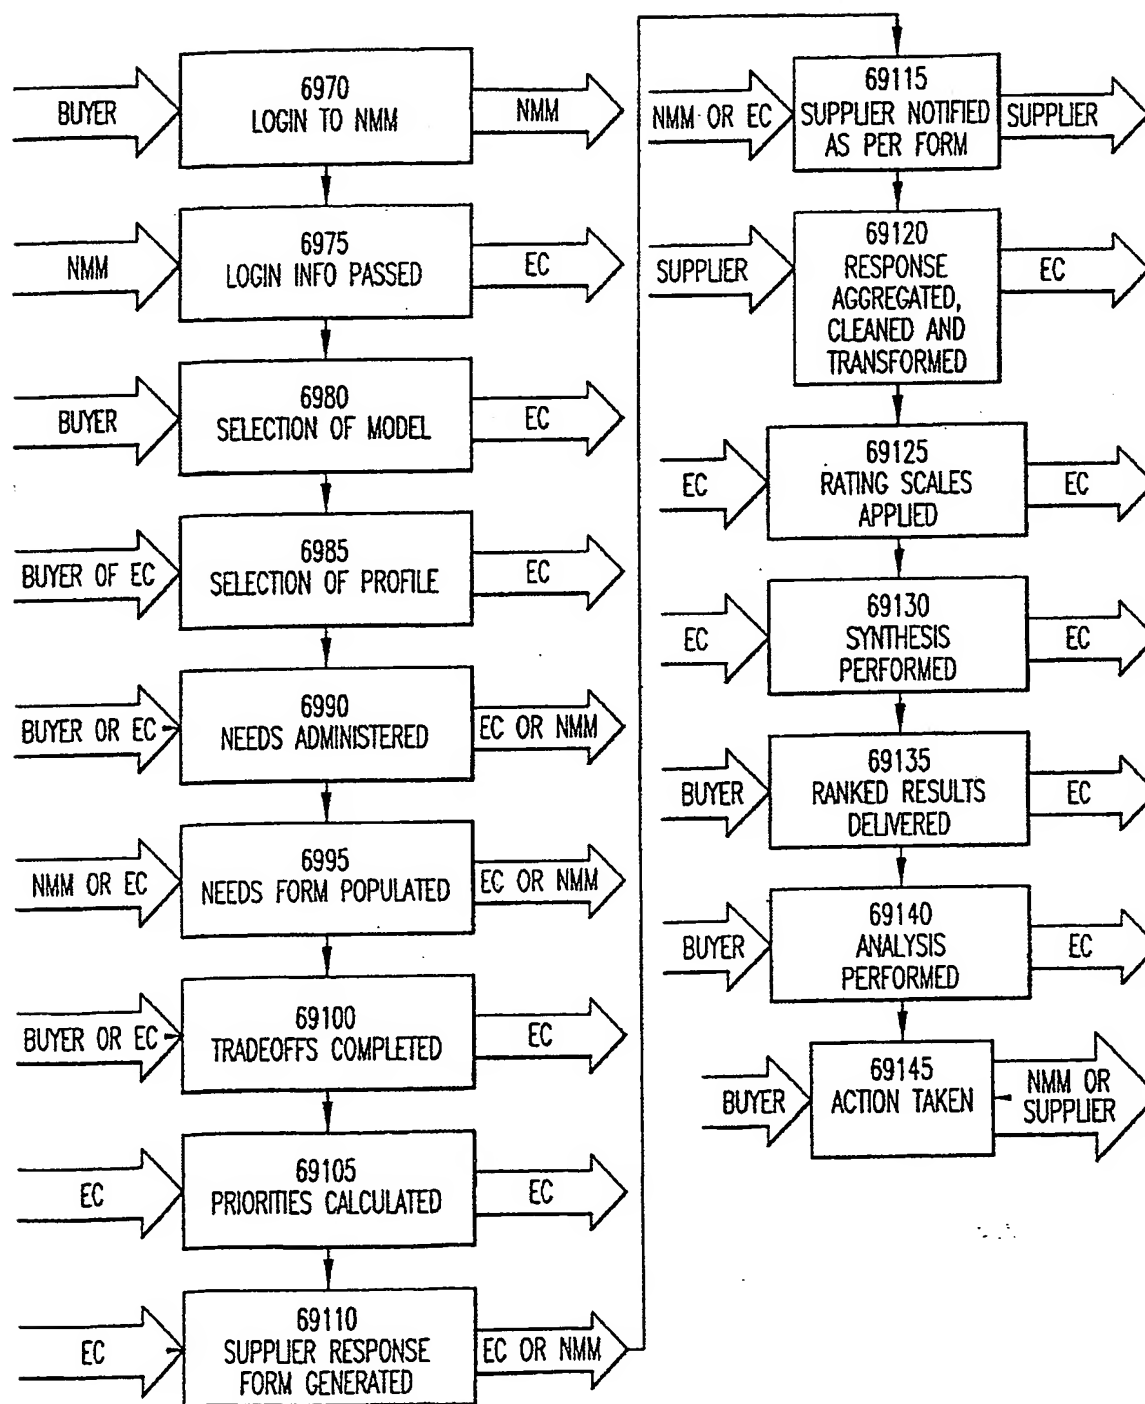 BUYER
6970
LOGIN TO NMM
NMM
NMM
6975
LOGIN INFO PASSED
EC
BUYER
6980
SELECTION OF MODEL
EC
BUYER OF EC
6985
SELECTION OF PROFILE
EC
BUYER OR EC
6990
NEEDS ADMINISTERED
EC OR NMM
NMM OR EC
6995
NEEDS FORM POPULATED
EC OR NMM
BUYER OR EC
69100
TRADEOFFS COMPLETED
EC
EC
69105
PRIORITIES CALCULATED
EC
EC
69110
SUPPLIER RESPONSE
FORM GENERATED
EC OR NMM
NMM OR EC
69115
SUPPLIER NOTIFIED
AS PER FORM
SUPPLIER
SUPPLIER
69120
RESPONSE
AGGREGATED,
CLEANED AND
TRANSFORMED
EC
EC
69125
RATING SCALES
APPLIED
EC
EC
69130
SYNTHESIS
PERFORMED
EC
BUYER
69135
RANKED RESULTS
DELIVERED
EC
BUYER
69140
ANALYSIS
PERFORMED
EC
BUYER
69145
ACTION TAKEN
NMM OR
SUPPLIER